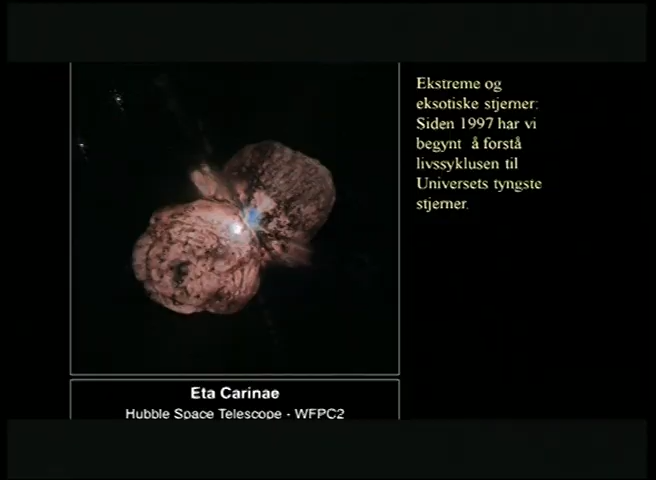 Ekstreme og
eksotiske stjerner:
Siden 1997 har vi
begynt å forstå
livssyklusen til
Universets tyngste
stjerner.
Eta Carinae
Hubble Space Telescope - WFPC2